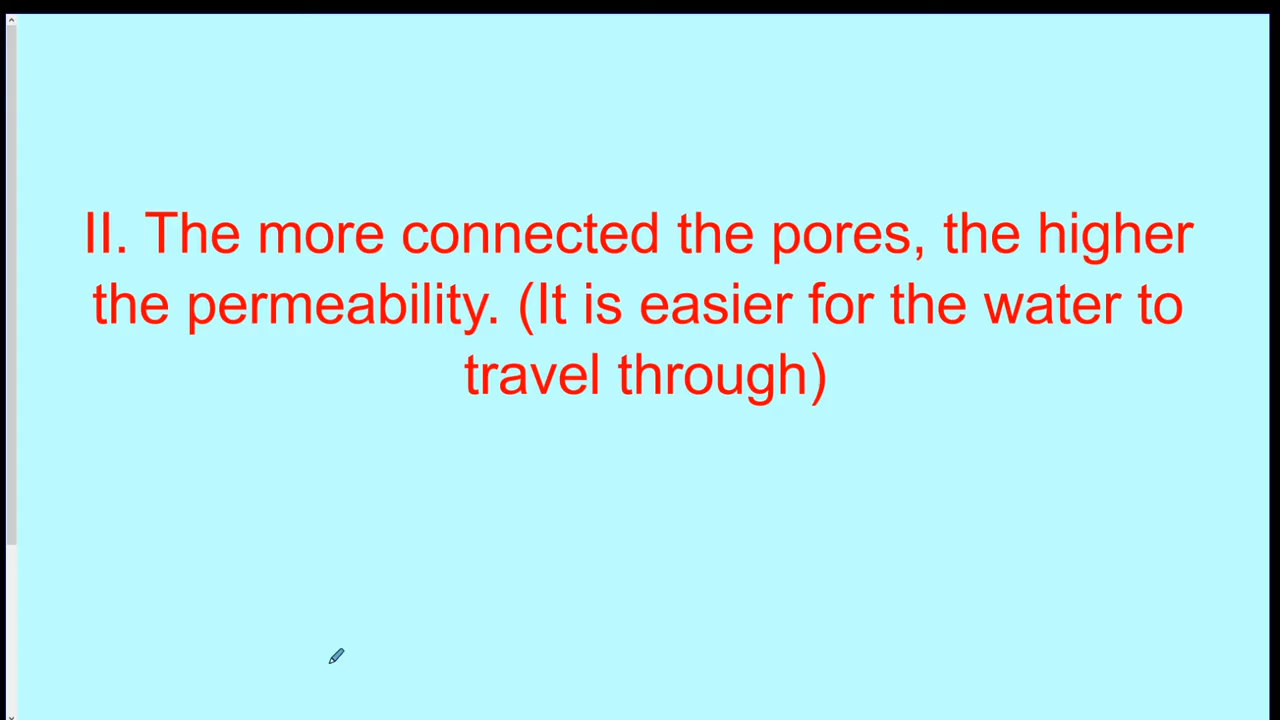 II. The more connected the pores, the higher
the permeability. (It is easier for the water to
travel through)